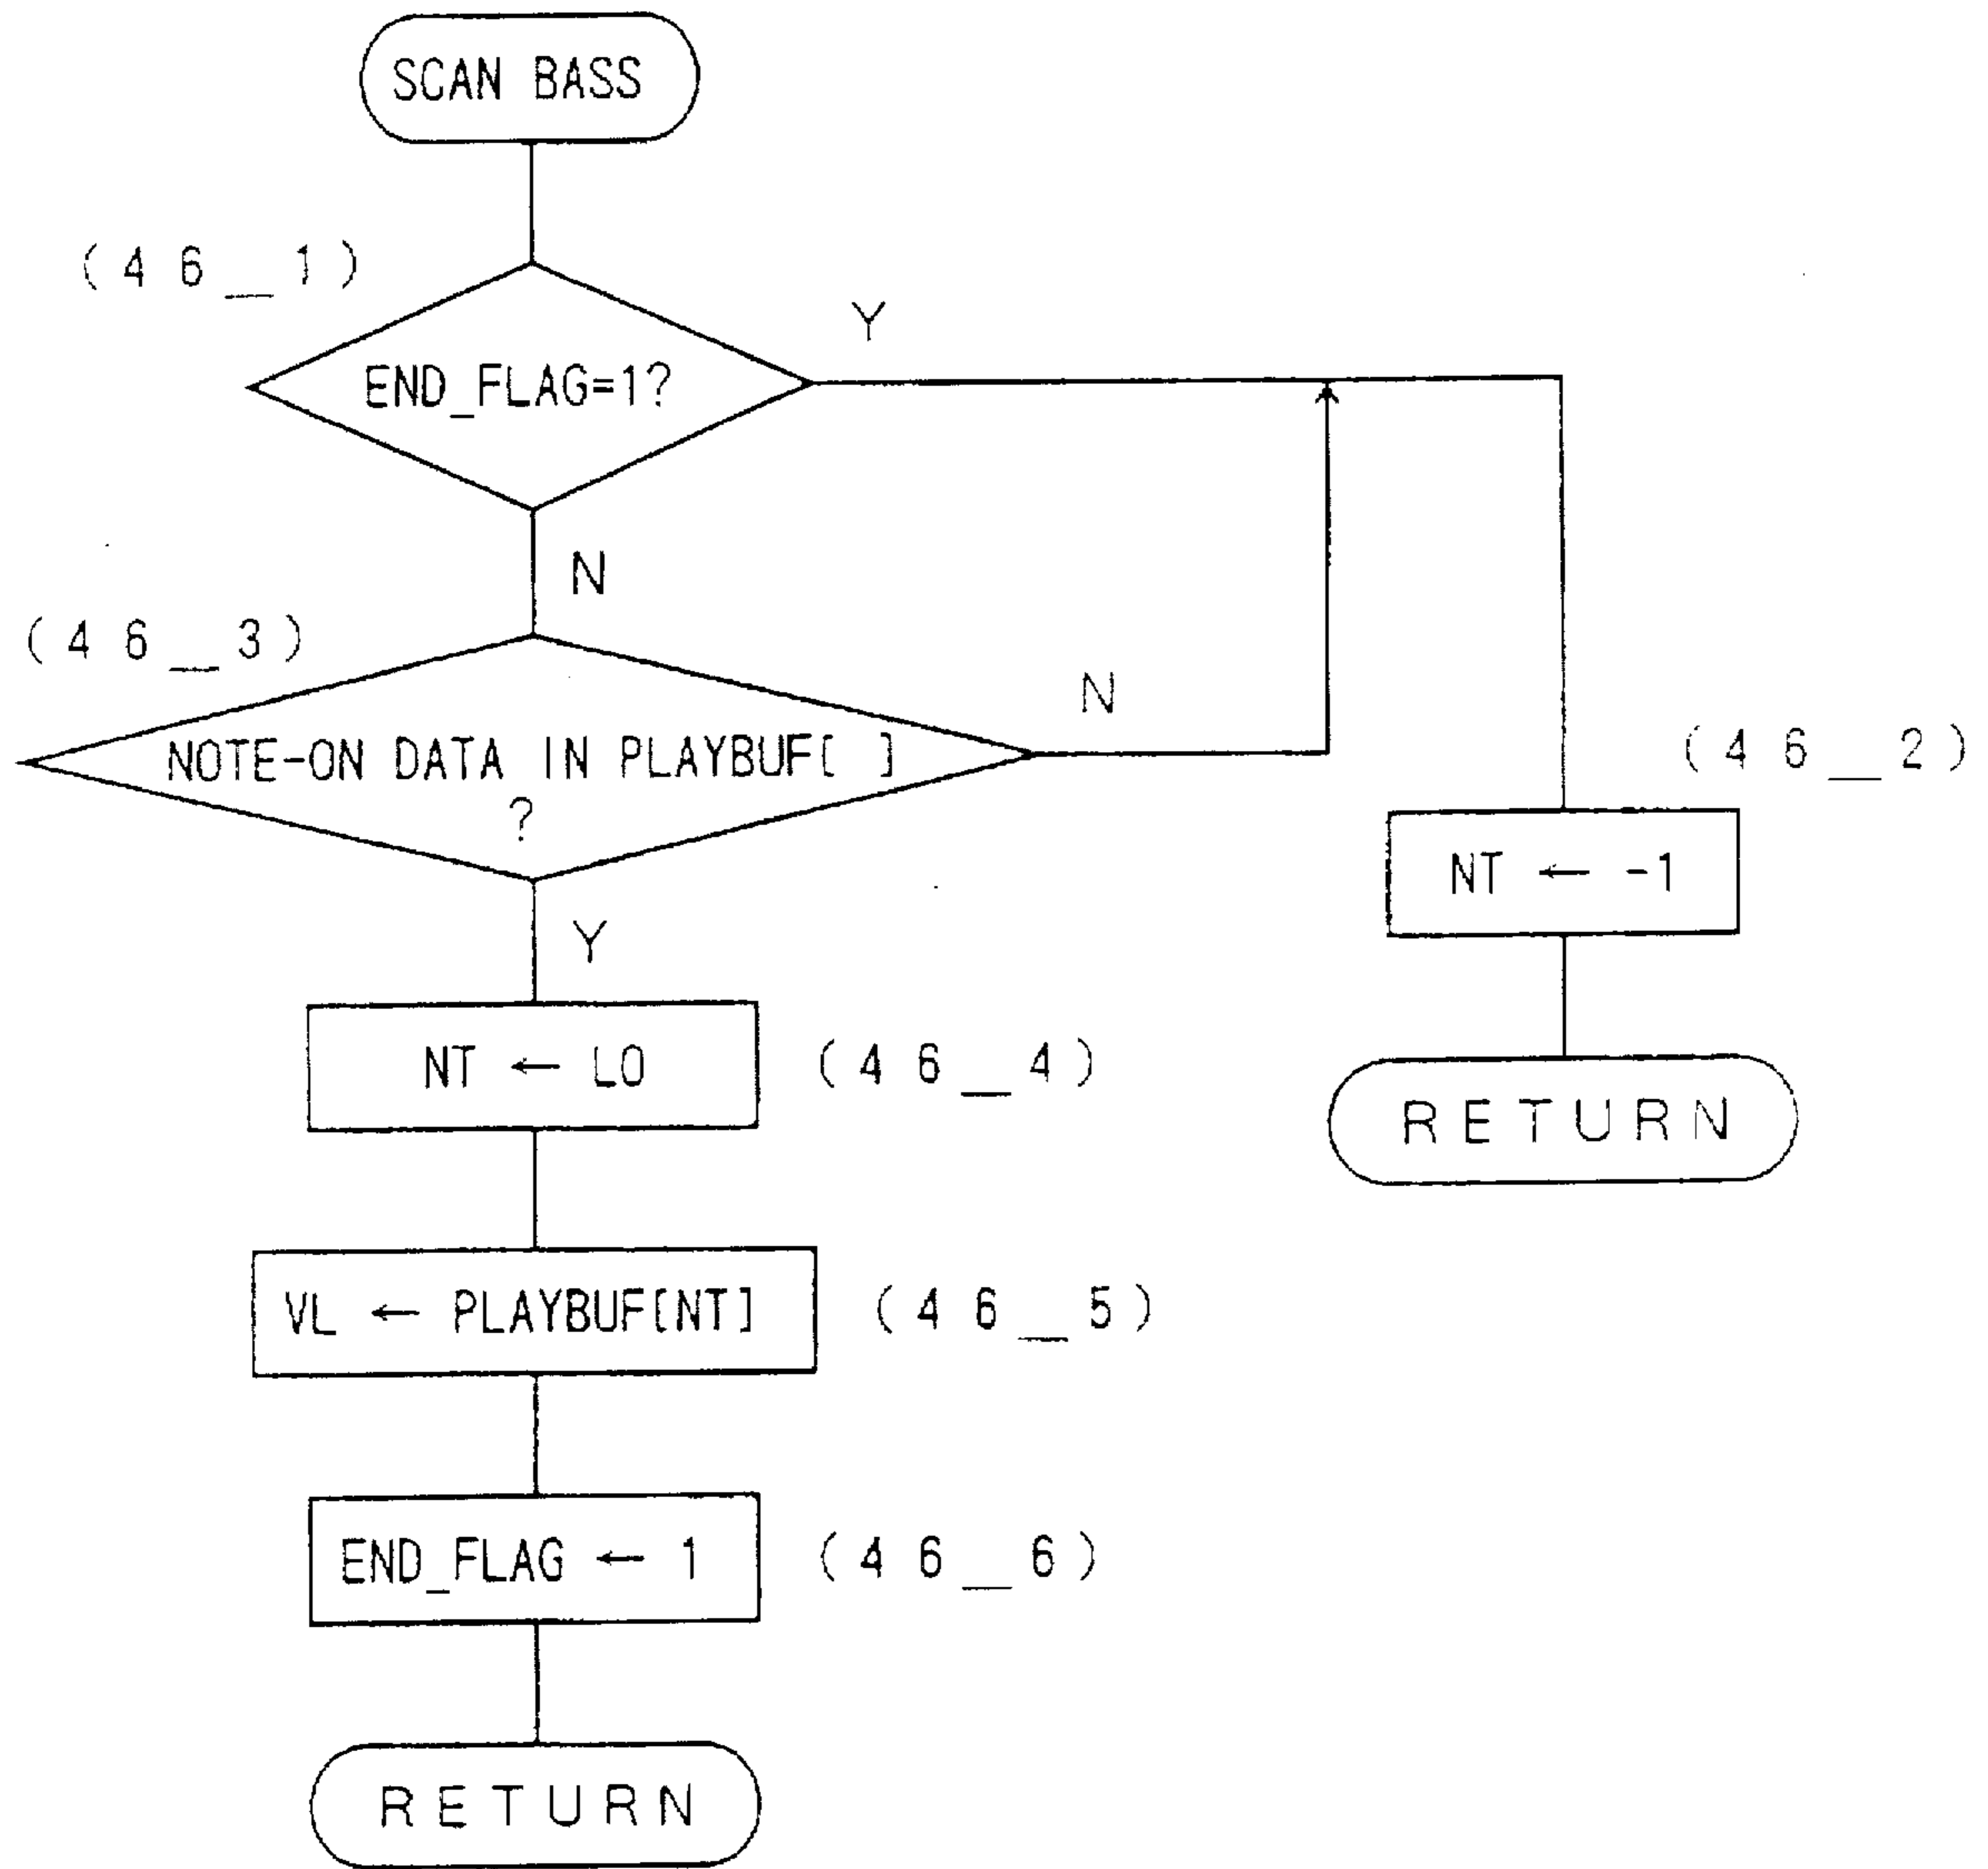 SCAN BASS
(46_1)
Y
END_FLAG=1?
N
(46_3)
N
NOTE-ON DATA IN PLAYBUF[ ]
?
(46_2)
NT ← -1
Y
NT ← LO
(46_4)
RETURN
VL ← PLAYBUF[NT]
(46_5)
END_FLAG ← 1
(46_6)
RETURN